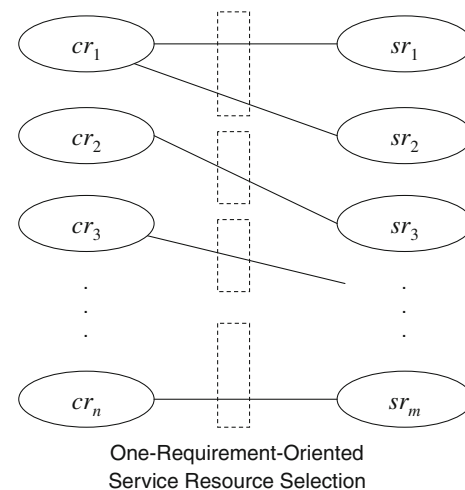 cr₁ sr₁
cr₂ sr₂
cr₃ sr₃
. .
. .
. .
crₙ srₘ
One-Requirement-Oriented
Service Resource Selection